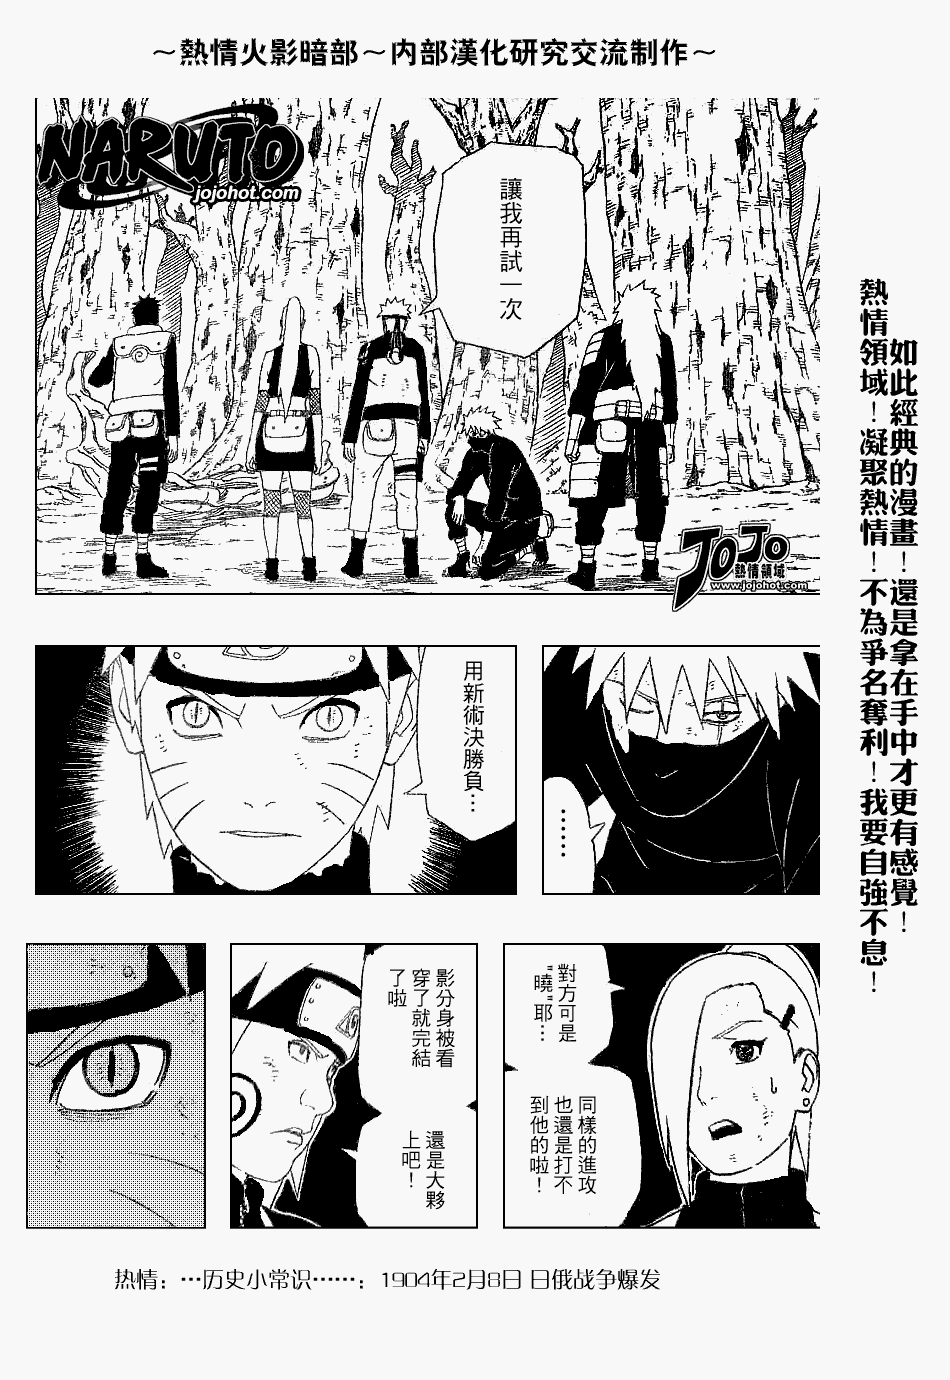 ～熱情火影暗部～内部漢化研究交流制作～
NARUTO
jojohot.com
讓我再試一次
JOJO
熱情領域
www.jojohot.com
如此經典的漫畫！還是拿在手中才更有感覺！
熱情領域！凝聚熱情！不為爭名奪利！我要自強不息！
……
用新術決勝負…
對方可是
"曉"耶…
同樣的進攻
也還是打不
到他的啦！
影分身被看
穿了就完結
了啦
還是大夥
上吧！
热情：…历史小常识……：1904年2月8日 日俄战争爆发